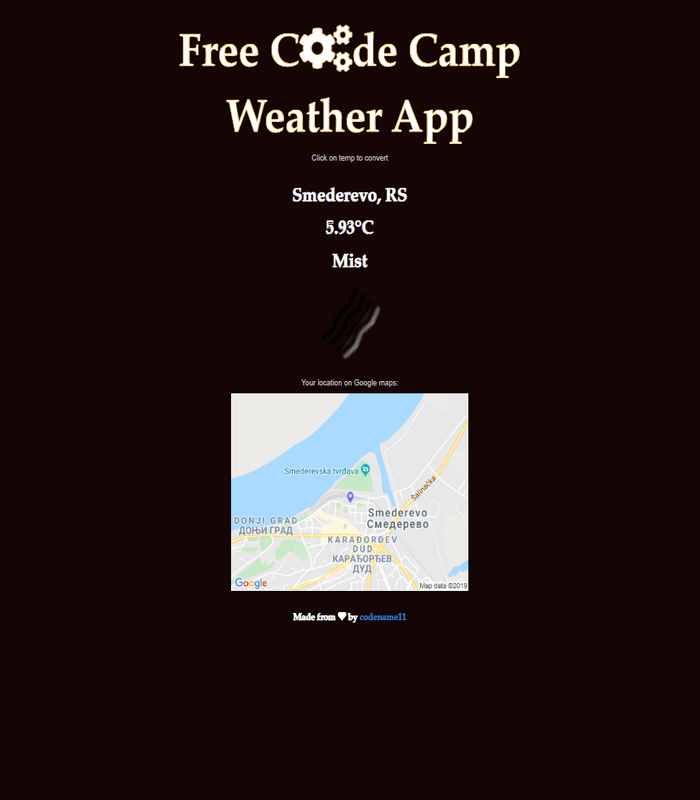 Free C de Camp
Weather App
Click on temp to convert
Smederevo, RS
5.93°C
Mist
Your location on Google maps:
Smederevska tvrđava
Šalinačka
Smederevo
Смедерево
DONJI GRAD
ДОЊИ ГРАД
KARAĐORĐEV
DUD
КАРАЂОРЂЕВ
ДУД
Google
Map data ©2019
Made from by codename11